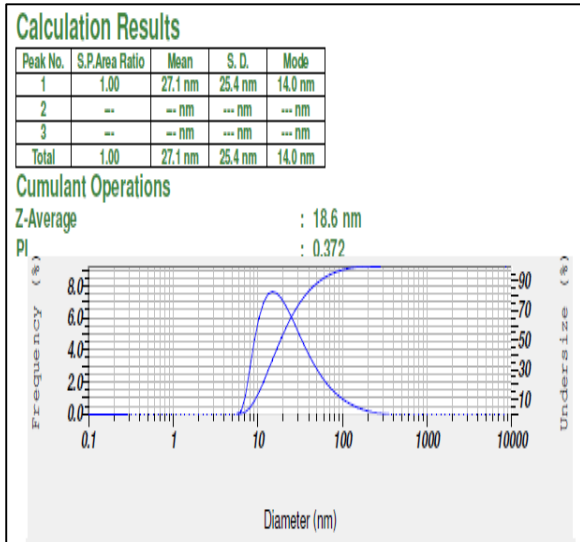 Calculation Results
Peak No. S.P.Area Ratio Mean S. D. Mode
1 1.00 27.1 nm 25.4 nm 14.0 nm
2 --- --- nm --- nm --- nm
3 --- --- nm --- nm --- nm
Total 1.00 27.1 nm 25.4 nm 14.0 nm
Cumulant Operations
Z-Average : 18.6 nm
PI : 0.372
Frequency (%)
8.0
6.0
4.0
2.0
0.0
90
70
50
30
10
Undersize (%)
0.1 1 10 100 1000 10000
Diameter (nm)